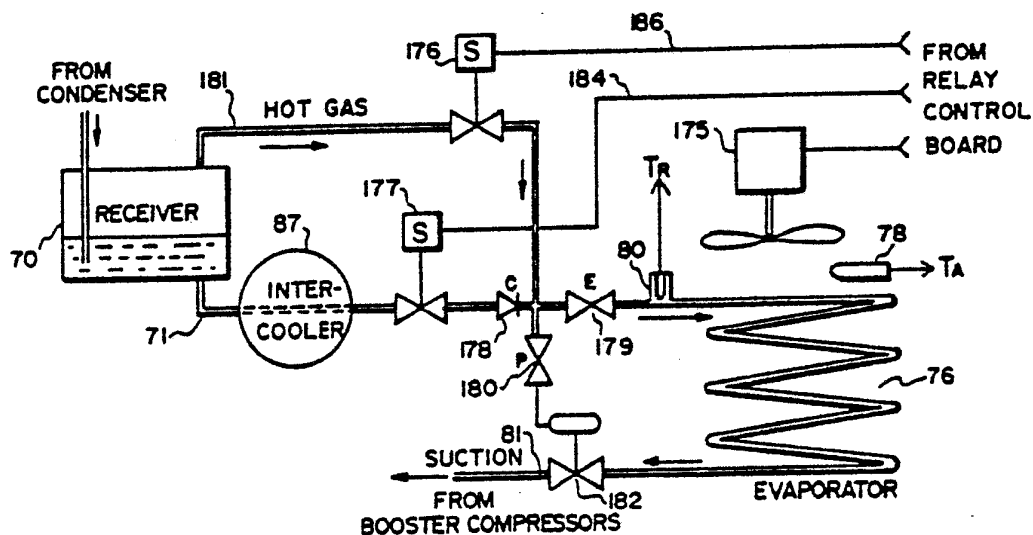 186
176
S
FROM
FROM
CONDENSER
181
HOT GAS
184
RELAY
CONTROL
175
BOARD
TR
177
RECEIVER
87
S
70
80
78
TA
INTER-
COOLER
C
E
71
178
179
P
180
76
81
SUCTION
182
EVAPORATOR
FROM
BOOSTER COMPRESSORS